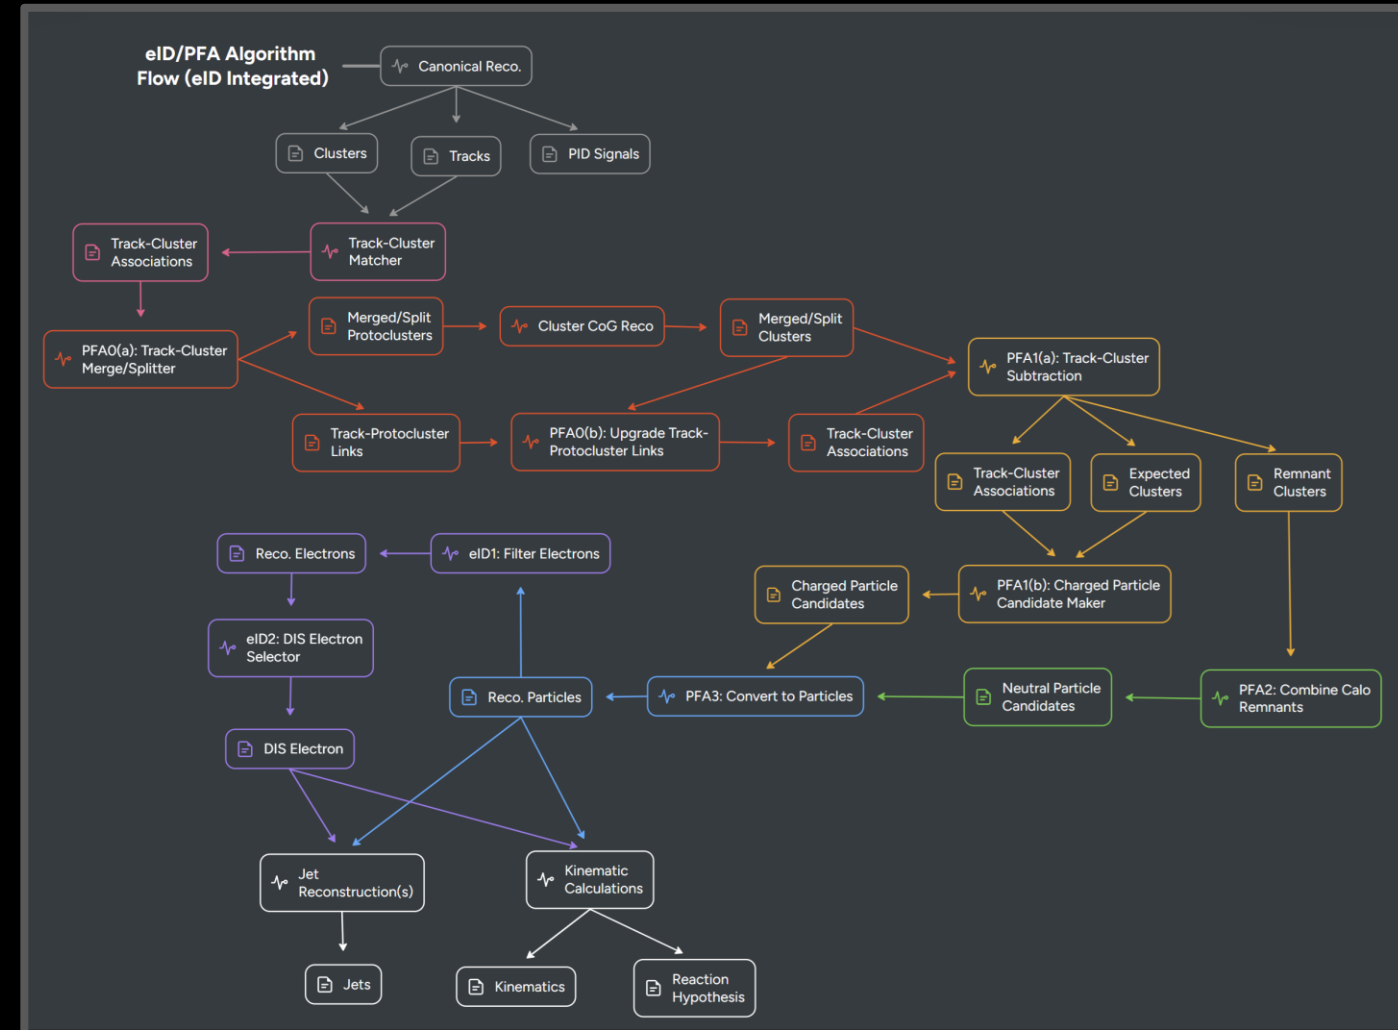 eID/PFA Algorithm
Flow (eID Integrated)
Canonical Reco.
Clusters
Tracks
PID Signals
Track-Cluster
Associations
Track-Cluster
Matcher
PFA0(a): Track-Cluster
Merge/Splitter
Merged/Split
Protoclusters
Cluster CoG Reco
Merged/Split
Clusters
PFA1(a): Track-Cluster
Subtraction
Track-Protocluster
Links
PFA0(b): Upgrade Track-
Protocluster Links
Track-Cluster
Associations
Track-Cluster
Associations
Expected
Clusters
Remnant
Clusters
Reco. Electrons
eID1: Filter Electrons
Charged Particle
Candidates
PFA1(b): Charged Particle
Candidate Maker
eID2: DIS Electron
Selector
Reco. Particles
PFA3: Convert to Particles
Neutral Particle
Candidates
PFA2: Combine Calo
Remnants
DIS Electron
Jet
Reconstruction(s)
Kinematic
Calculations
Jets
Kinematics
Reaction
Hypothesis